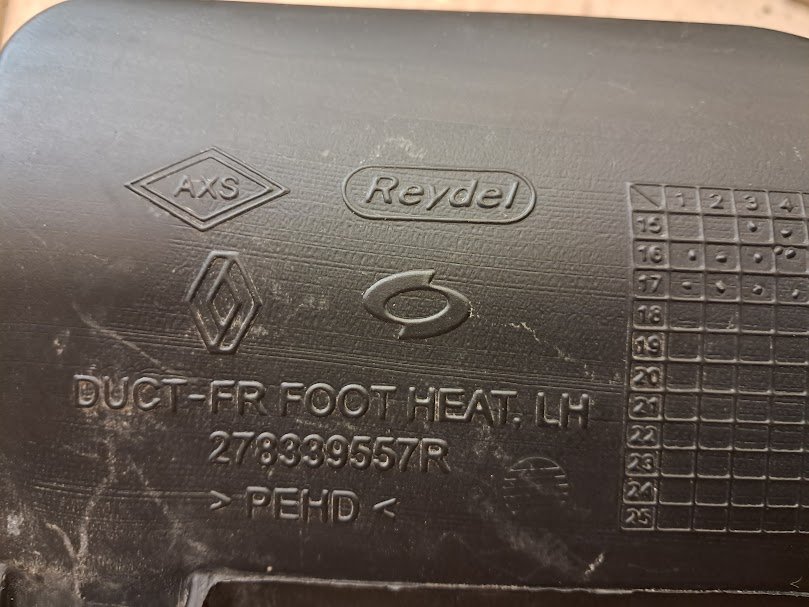 AXS
Reydel
DUCT-FR FOOT HEAT. LH
278339557R
> PEHD <
1 2 3 4
15
16
17
18
19
20
21
22
23
24
25